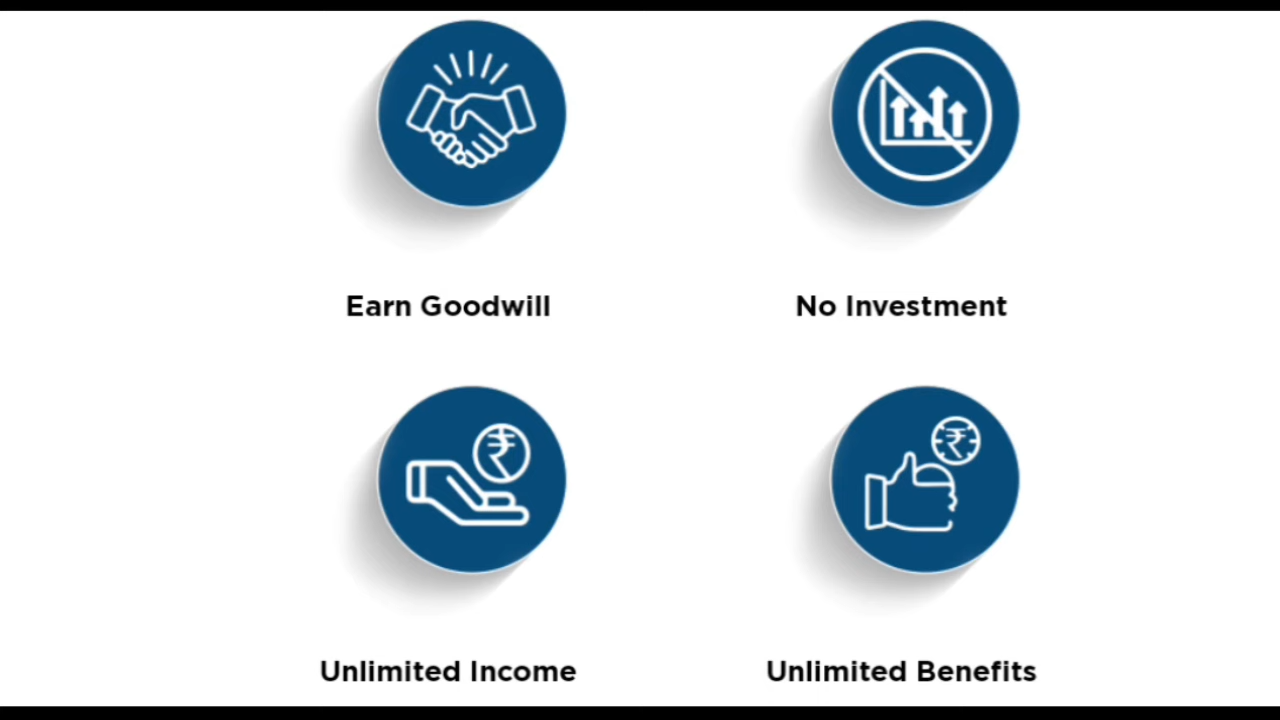 Earn Goodwill
No Investment
Unlimited Income
Unlimited Benefits